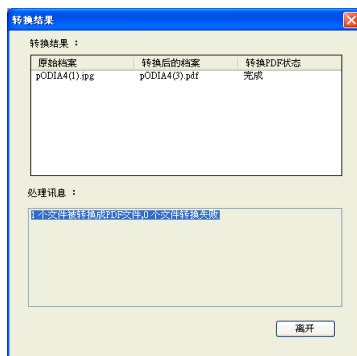 转换结果
转换结果 :
原始档案 转换后的档案 转换PDF状态
pODIA4(1).jpg pODIA4(3).pdf 完成
处理讯息 :
1 个文件被转换成PDF文件,0 个文件转换失败
离开